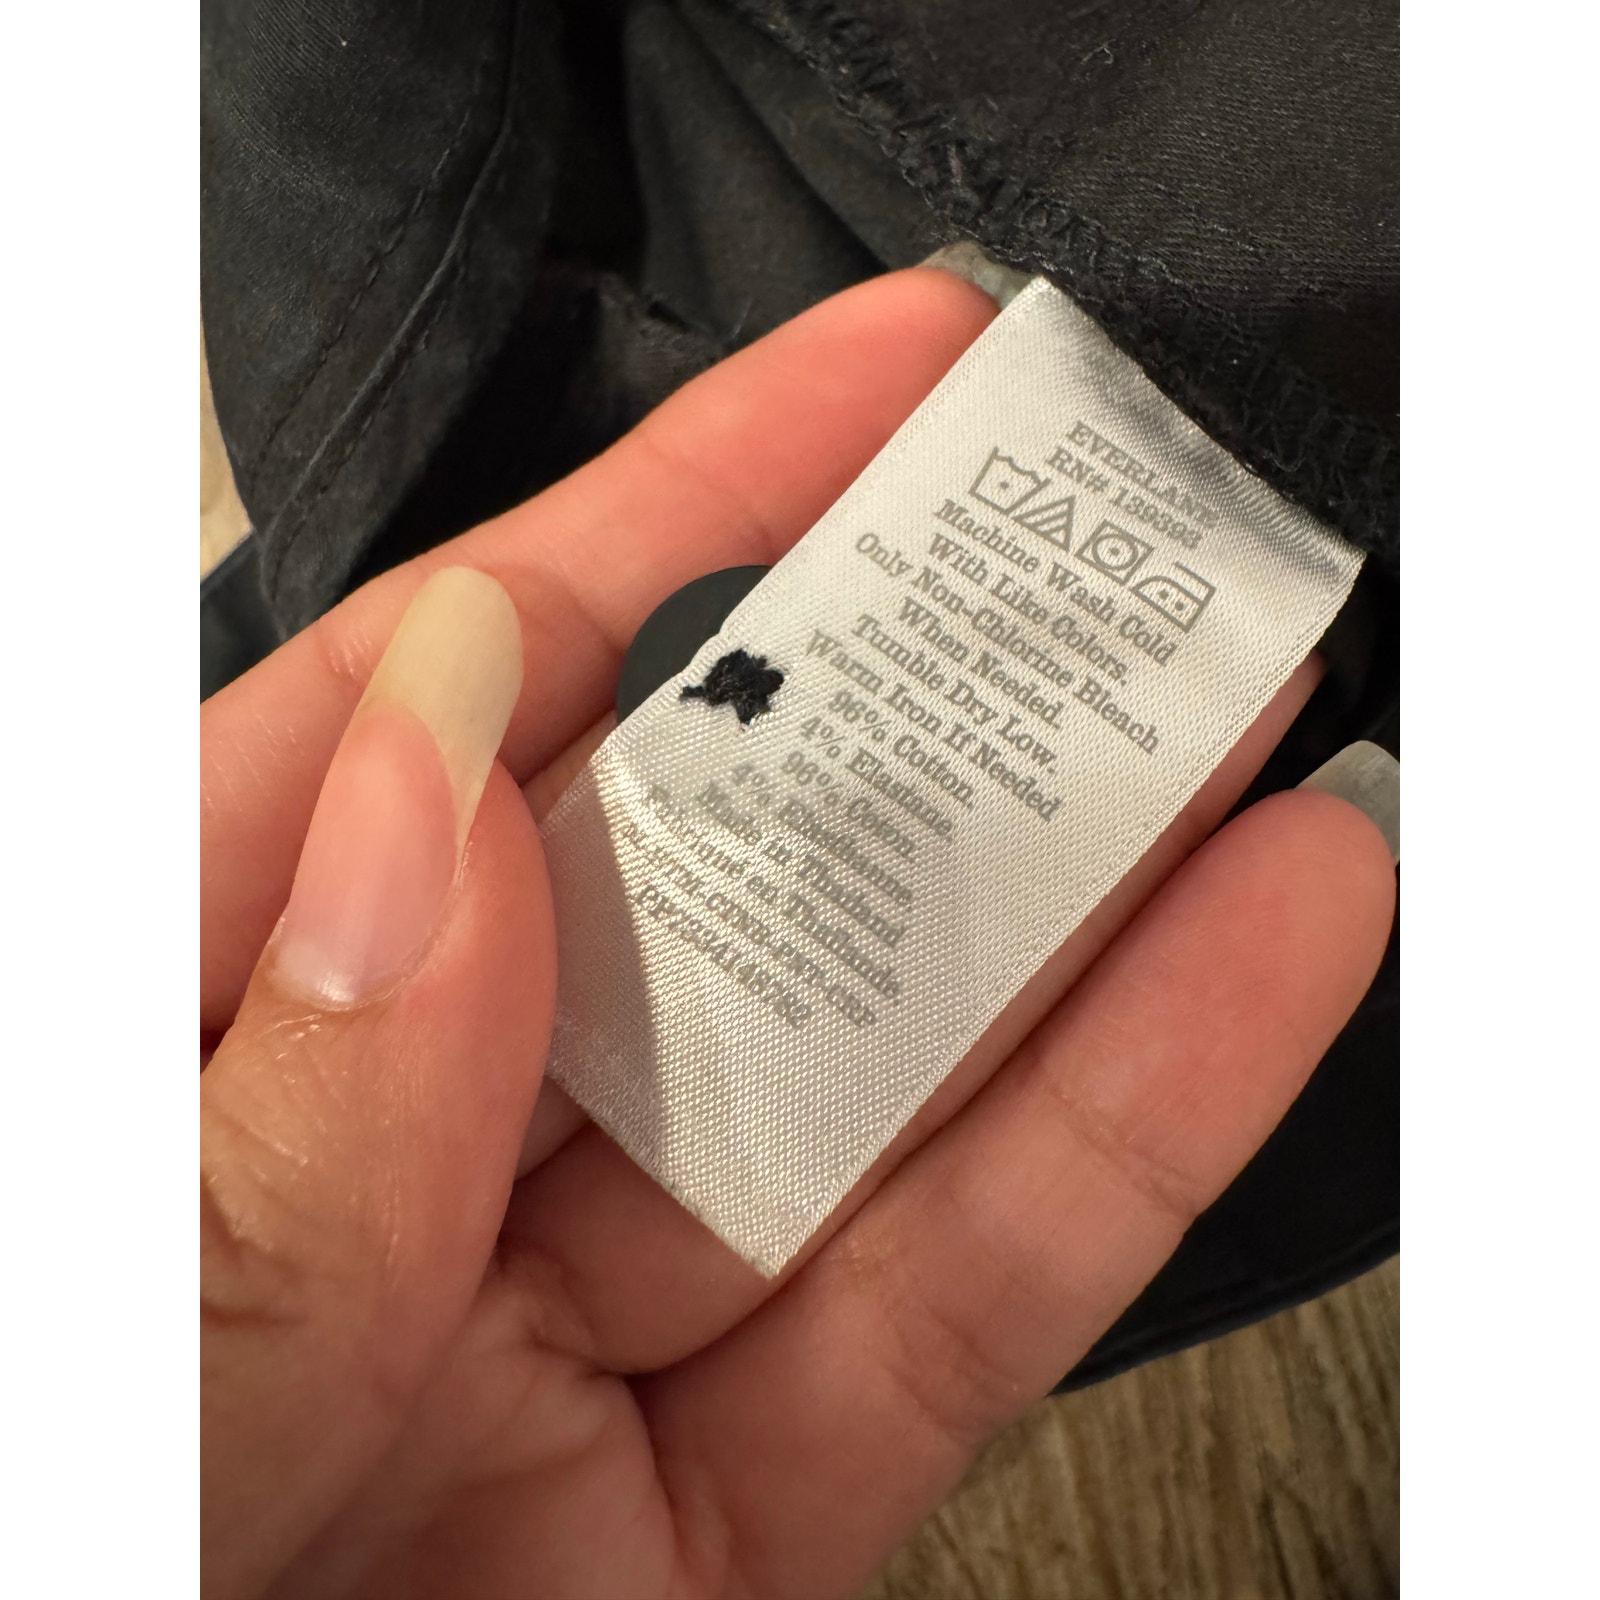 EVERLANE
RN# 139392
Machine Wash Cold
With Like Colors.
Only Non-Chlorine Bleach
When Needed.
Tumble Dry Low.
Warm Iron If Needed
96% Cotton.
4% Elastane.
96% Coton.
4% Élasthanne.
Made in Thailand
Fabriqué en Thaïlande.